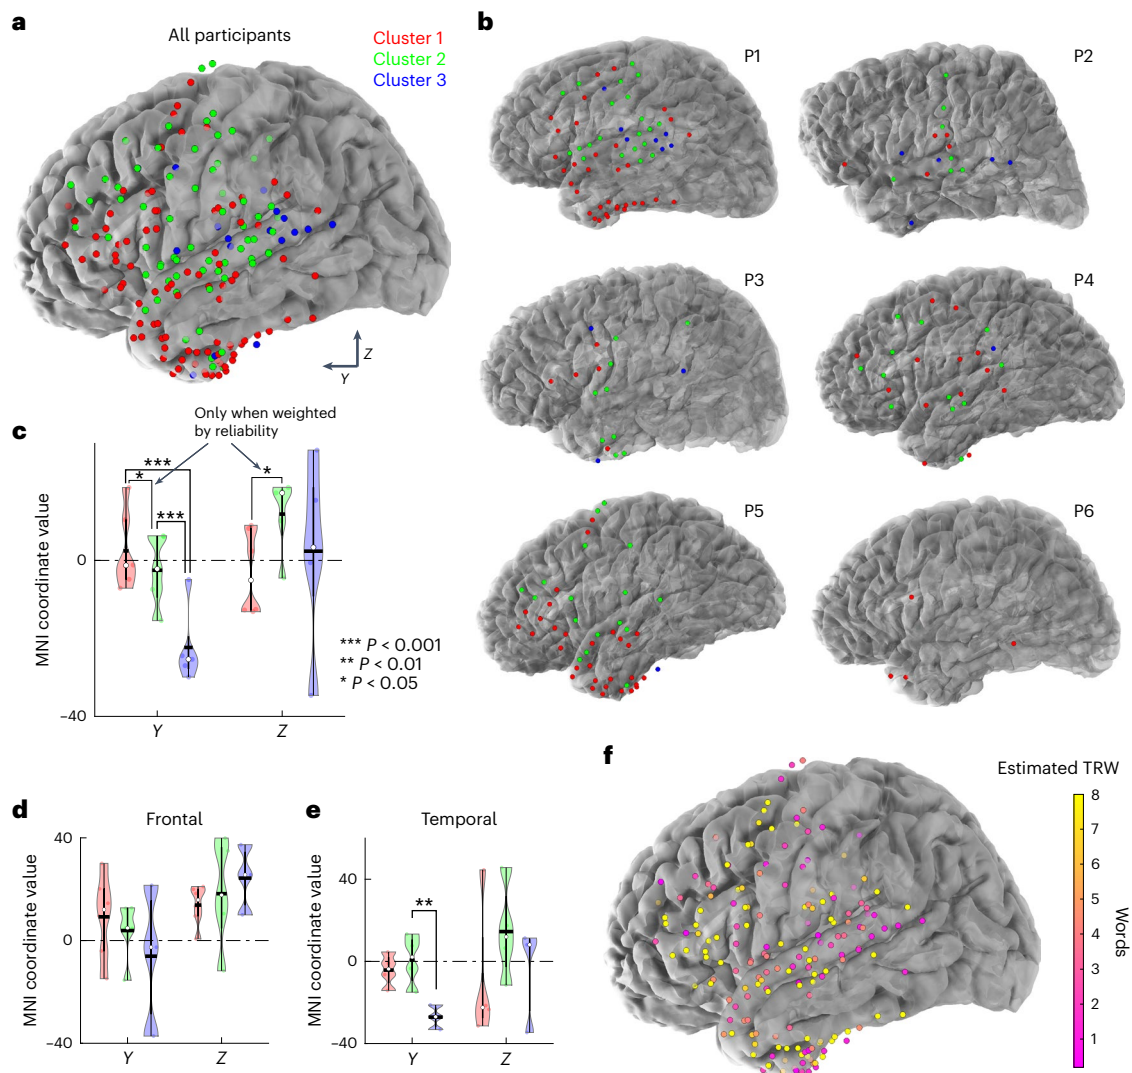 a
All participants
Cluster 1
Cluster 2
Cluster 3
Z
Y
b
P1
P2
P3
P4
P5
P6
c
Only when weighted
by reliability
***
*
***
*
MNI coordinate value
0
−40
Y
Z
*** P < 0.001
** P < 0.01
* P < 0.05
d
Frontal
MNI coordinate value
40
0
−40
Y
Z
e
Temporal
MNI coordinate value
**
40
0
−40
Y
Z
f
Estimated TRW
8
7
6
5
4
3
2
1
Words